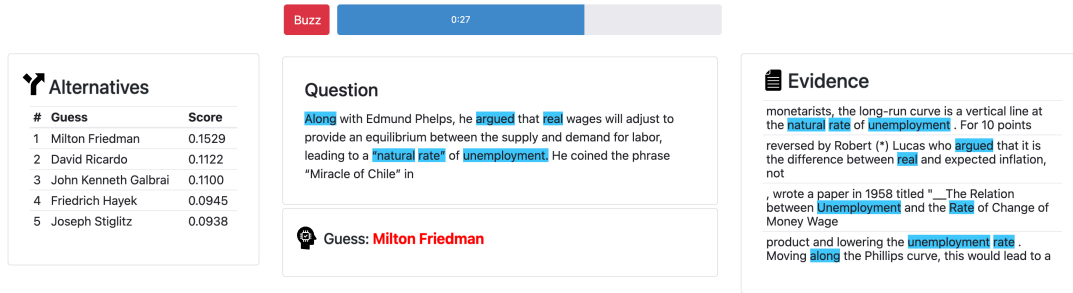 Buzz
0:27
Alternatives
# Guess Score
1 Milton Friedman 0.1529
2 David Ricardo 0.1122
3 John Kenneth Galbrai 0.1100
4 Friedrich Hayek 0.0945
5 Joseph Stiglitz 0.0938
Question
Along with Edmund Phelps, he argued that real wages will adjust to
provide an equilibrium between the supply and demand for labor,
leading to a “natural rate” of unemployment. He coined the phrase
“Miracle of Chile” in
Guess: Milton Friedman
Evidence
monetarists, the long-run curve is a vertical line at
the natural rate of unemployment . For 10 points
reversed by Robert (*) Lucas who argued that it is
the difference between real and expected inflation,
not
, wrote a paper in 1958 titled "__The Relation
between Unemployment and the Rate of Change of
Money Wage
product and lowering the unemployment rate .
Moving along the Phillips curve, this would lead to a